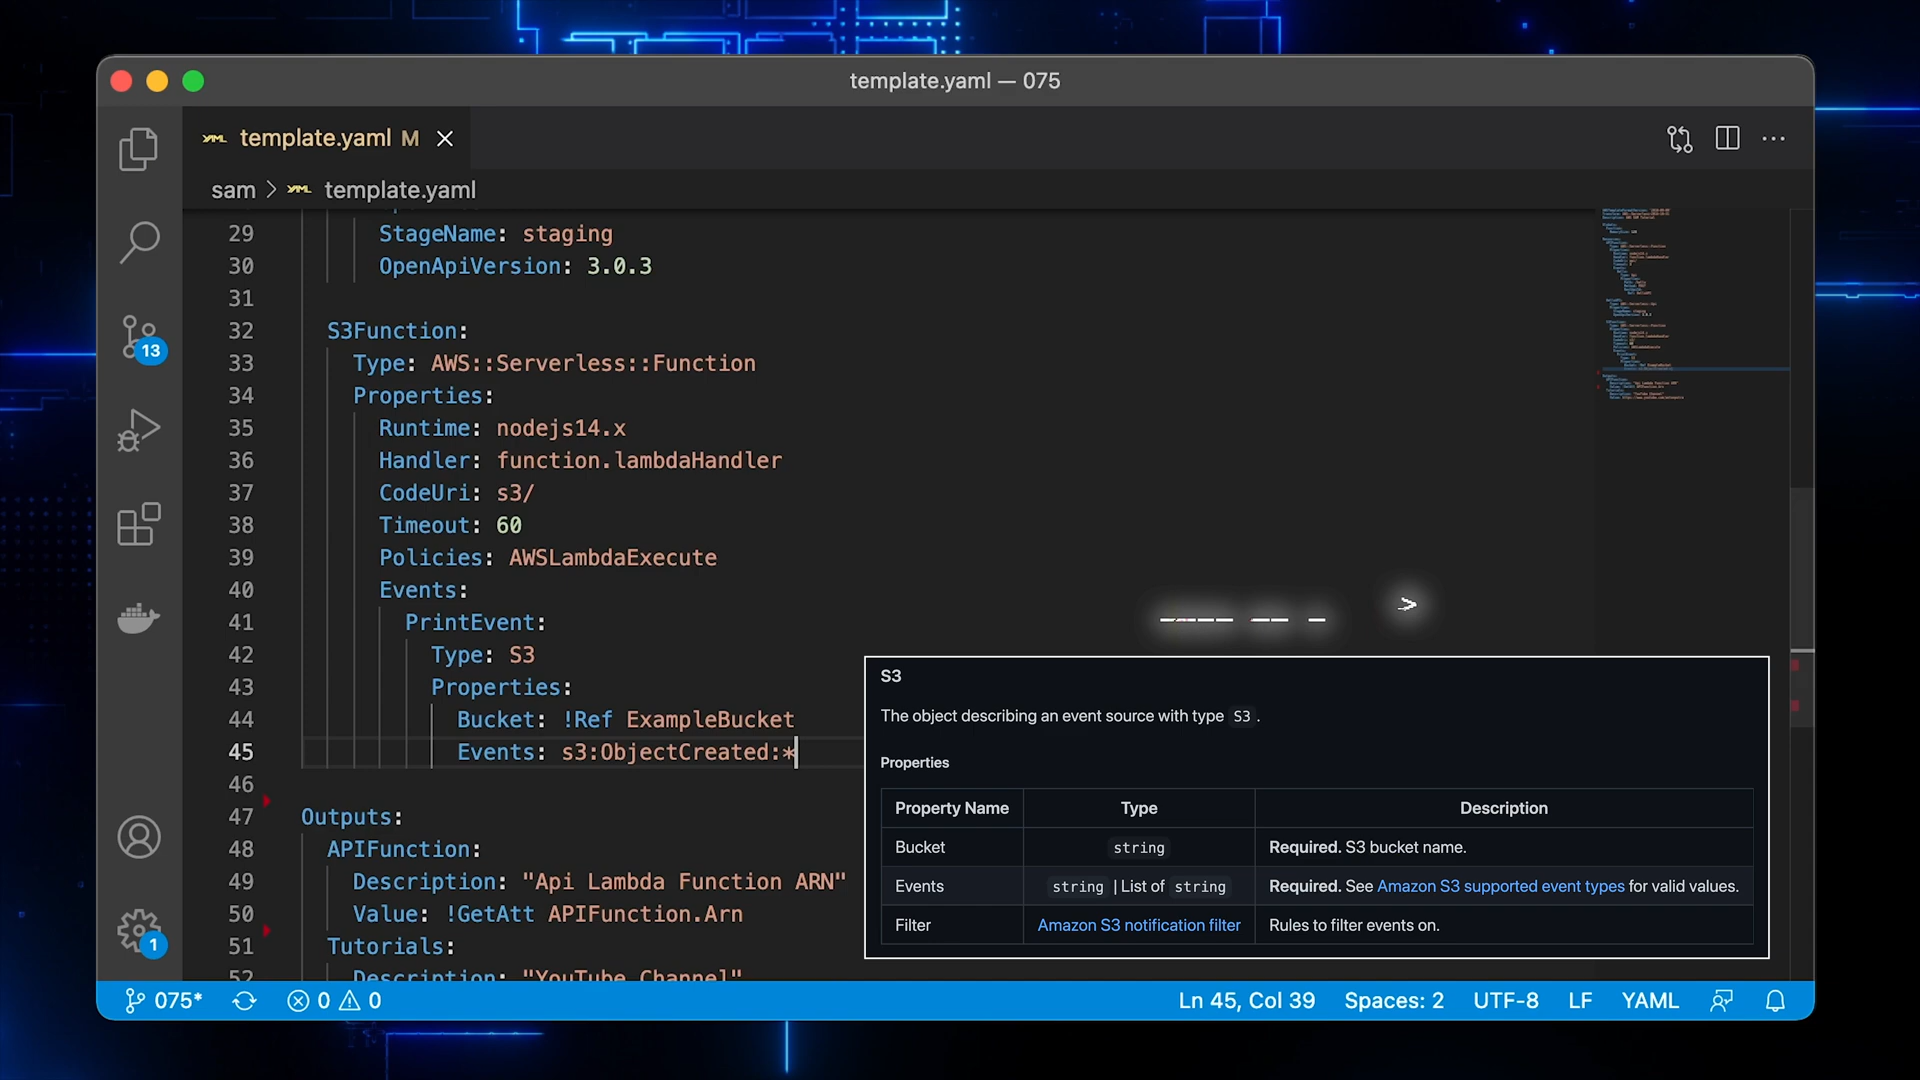 template.yaml — 075
template.yaml M
sam > template.yaml
29 StageName: staging
30 OpenApiVersion: 3.0.3
31
32 S3Function:
33 Type: AWS::Serverless::Function
34 Properties:
35 Runtime: nodejs14.x
36 Handler: function.lambdaHandler
37 CodeUri: s3/
38 Timeout: 60
39 Policies: AWSLambdaExecute
40 Events:
41 PrintEvent:
42 Type: S3
43 Properties:
44 Bucket: !Ref ExampleBucket
45 Events: s3:ObjectCreated:*
46
47 Outputs:
48 APIFunction:
49 Description: "Api Lambda Function ARN"
50 Value: !GetAtt APIFunction.Arn
51 Tutorials:
52 Description: "YouTube Channel"
13
1
>
S3
The object describing an event source with type S3 .
Properties
Property Name Type Description
Bucket string Required. S3 bucket name.
Events string | List of string Required. See Amazon S3 supported event types for valid values.
Filter Amazon S3 notification filter Rules to filter events on.
075* 0 0 Ln 45, Col 39 Spaces: 2 UTF-8 LF YAML